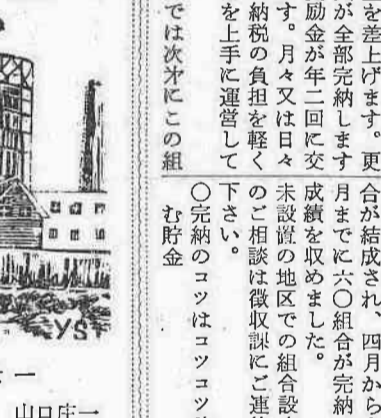 を差上げます。更
が全部完納します
励金が年二回に交
す。月々又は日々
納税の負担を軽く
を上手に運営して
では次才にこの組
合が結成され、四月から
月までに六〇組合が完納
成績を収めました。
未設置の地区での組合設
のご相談は徴収課にご連
下さい。
〇完納のコツはコツコツ
む貯金
YS
山口庄一